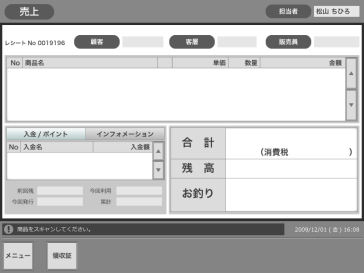 売上
担当者 松山 ちひろ
レシート No 0019196 顧客 客層 販売員
No 商品名 単価 数量 金額
入金 / ポイント インフォメーション
No 入金名 入金額
前回残 今回利用
今回発行 累計
合 計
(消費税 )
残 高
お釣り
商品をスキャンしてください。 2009/12/01 ( 金 ) 16:08
メニュー 領収証